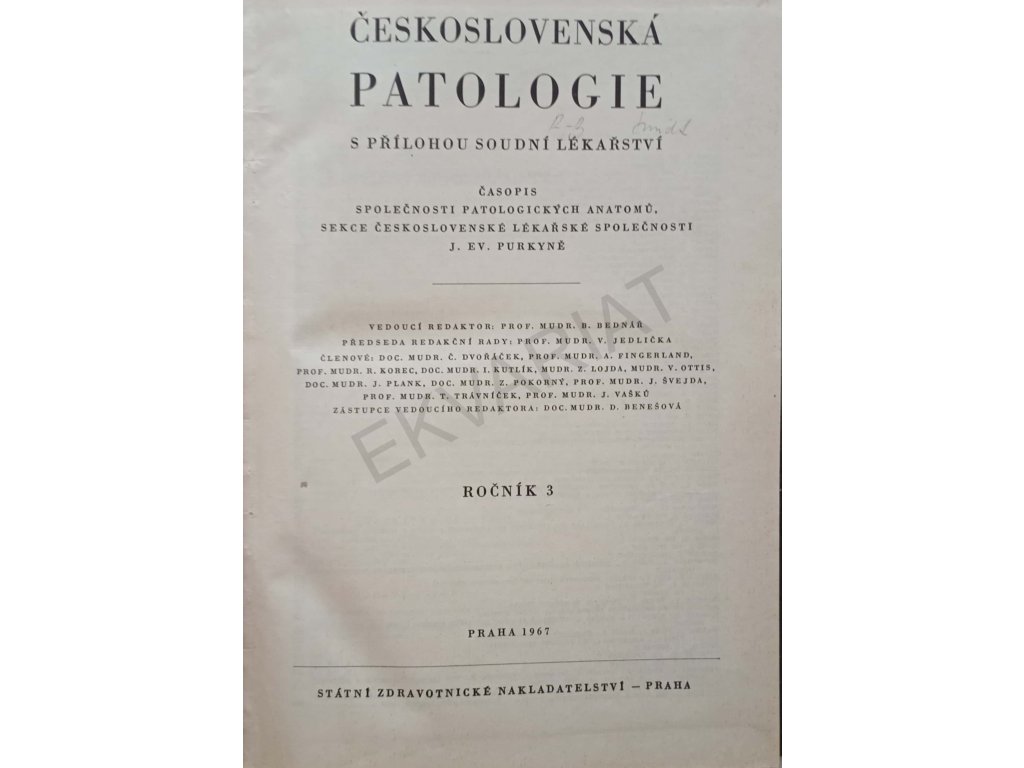 ČESKOSLOVENSKÁ
PATOLOGIE
S PŘÍLOHOU SOUDNÍ LÉKAŘSTVÍ
ČASOPIS
SPOLEČNOSTI PATOLOGICKÝCH ANATOMŮ,
SEKCE ČESKOSLOVENSKÉ LÉKAŘSKÉ SPOLEČNOSTI
J. EV. PURKYNĚ
VEDOUCÍ REDAKTOR: PROF. MUDR. B. BEDNÁŘ
PŘEDSEDA REDAKČNÍ RADY: PROF. MUDR. V. JEDLIČKA
ČLENOVÉ: DOC. MUDR. Č. DVOŘÁČEK, PROF. MUDR. A. FINGERLAND,
PROF. MUDR. R. KOREC, DOC. MUDR. I. KUTLÍK, MUDR. Z. LOJDA, MUDR. V. OTTIS,
DOC. MUDR. J. PLANK, DOC. MUDR. Z. POKORNÝ, PROF. MUDR. J. ŠVEJDA,
PROF. MUDR. T. TRÁVNÍČEK, PROF. MUDR. J. VAŠKŮ
ZÁSTUPCE VEDOUCÍHO REDAKTORA: DOC. MUDR. D. BENEŠOVÁ
EKVARIAT
ROČNÍK 3
PRAHA 1967
STÁTNÍ ZDRAVOTNICKÉ NAKLADATELSTVÍ – PRAHA